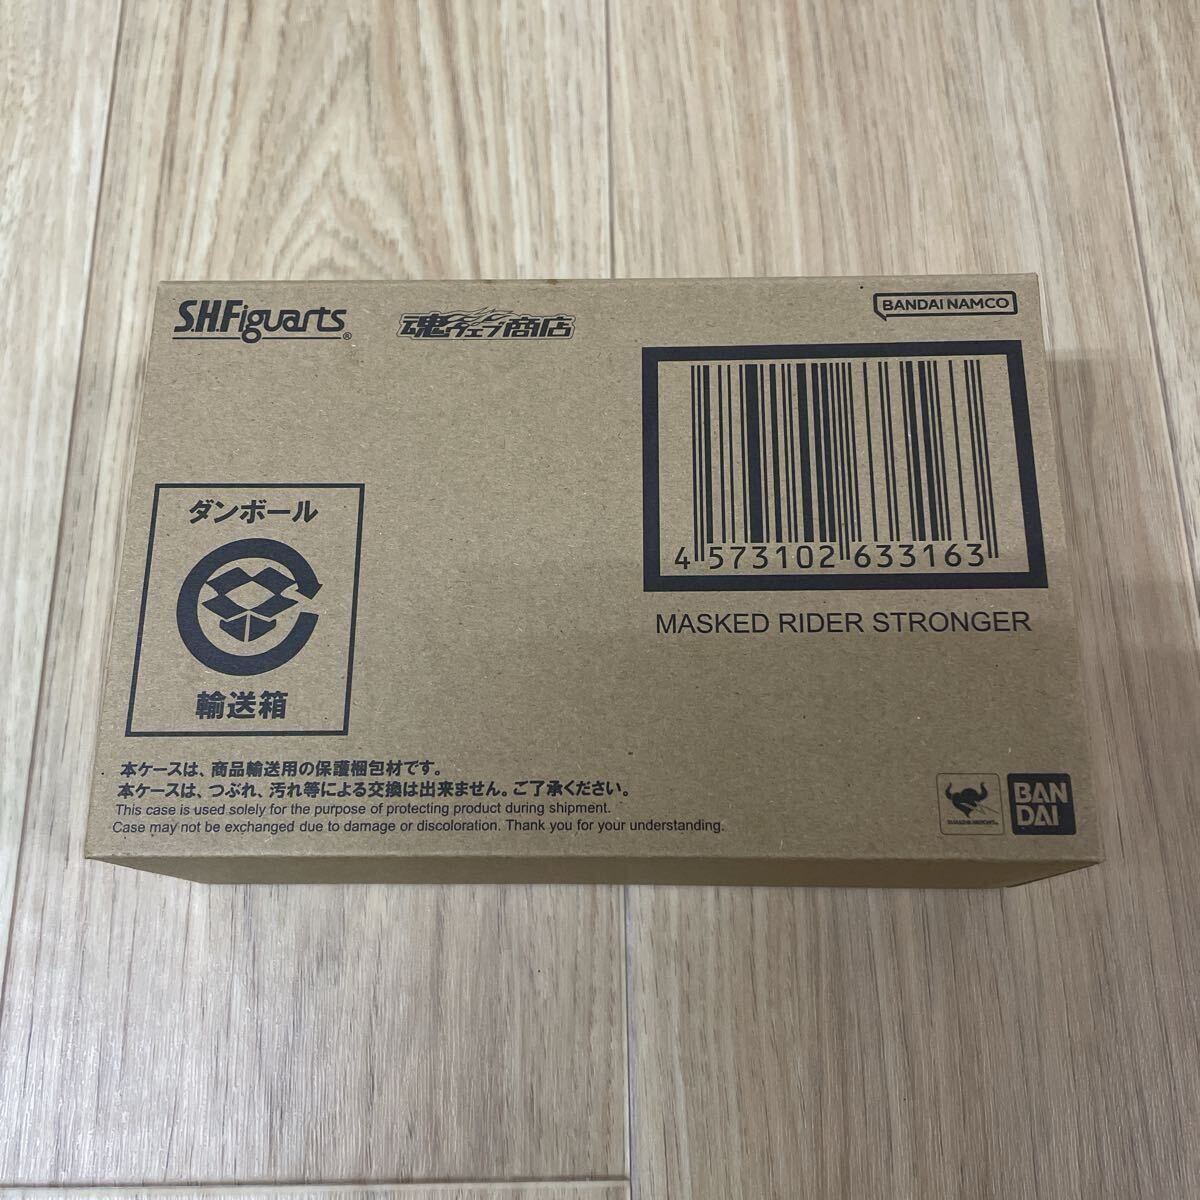 S.H.Figuarts®
魂ウェブ商店
BANDAI NAMCO
4 573102 633163
MASKED RIDER STRONGER
ダンボール
輸送箱
本ケースは、商品輸送用の保護梱包材です。
本ケースは、つぶれ、汚れ等による交換は出来ません。ご了承ください。
This case is used solely for the purpose of protecting product during shipment.
Case may not be exchanged due to damage or discoloration. Thank you for your understanding.
BAN
DAI